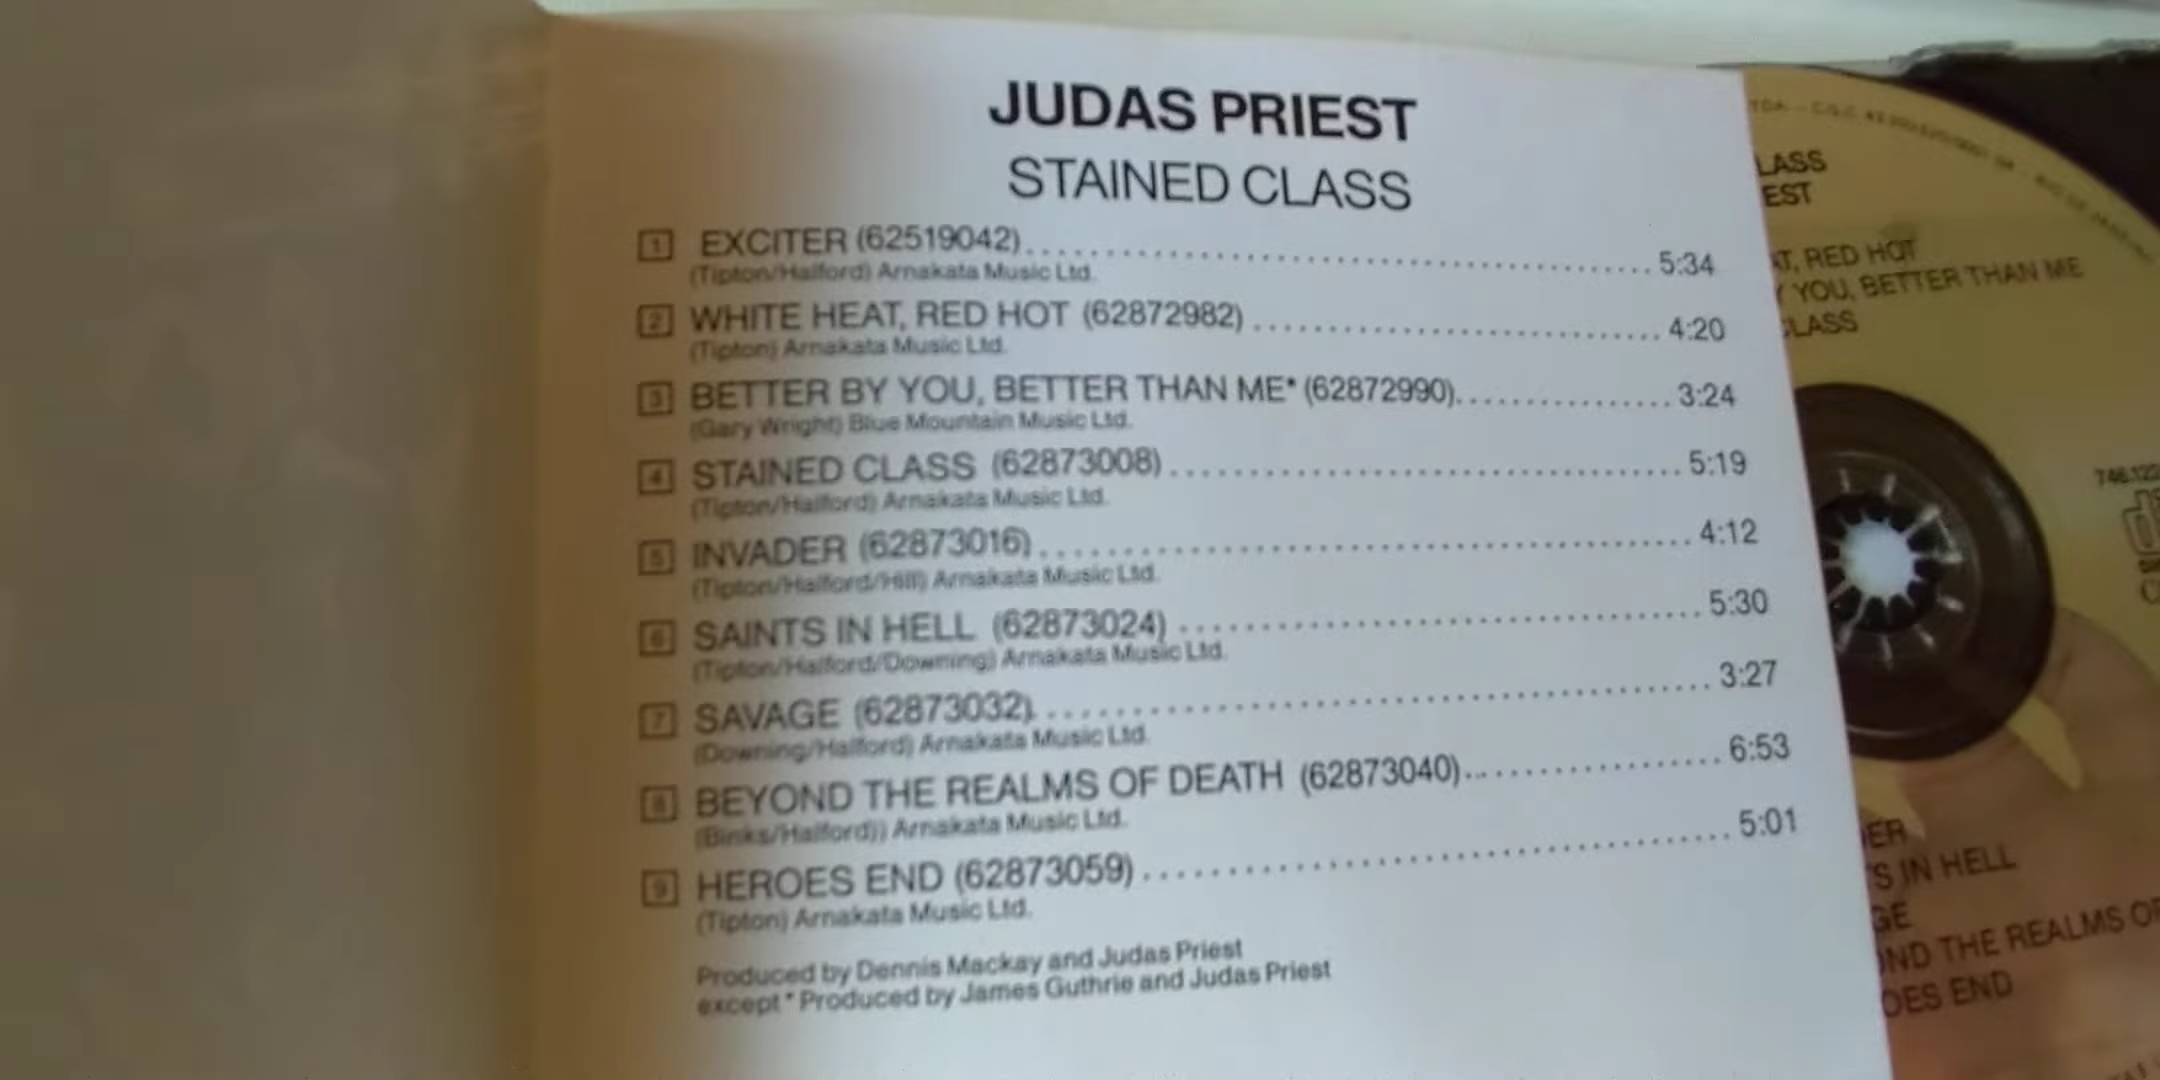 JUDAS PRIEST
STAINED CLASS
1 EXCITER (62519042)........................................................ 5:34
(Tipton/Halford) Arnakata Music Ltd.
2 WHITE HEAT, RED HOT (62872982) ..................................... 4:20
(Tipton) Arnakata Music Ltd.
3 BETTER BY YOU, BETTER THAN ME* (62872990)................... 3:24
(Gary Wright) Blue Mountain Music Ltd.
4 STAINED CLASS (62873008) .............................................. 5:19
(Tipton/Halford) Arnakata Music Ltd.
5 INVADER (62873016) ......................................................... 4:12
(Tipton/Halford/Hill) Arnakata Music Ltd.
6 SAINTS IN HELL (62873024) .............................................. 5:30
(Tipton/Halford/Downing) Arnakata Music Ltd.
7 SAVAGE (62873032)........................................................... 3:27
(Downing/Halford) Arnakata Music Ltd.
8 BEYOND THE REALMS OF DEATH (62873040)....................... 6:53
(Binks/Halford)) Arnakata Music Ltd.
9 HEROES END (62873059) .................................................. 5:01
(Tipton) Arnakata Music Ltd.
Produced by Dennis Mackay and Judas Priest
except * Produced by James Guthrie and Judas Priest
LASS
EST
AT, RED HOT
Y YOU, BETTER THAN ME
CLASS
DER
TS IN HELL
GE
OND THE REALMS OF
OES END